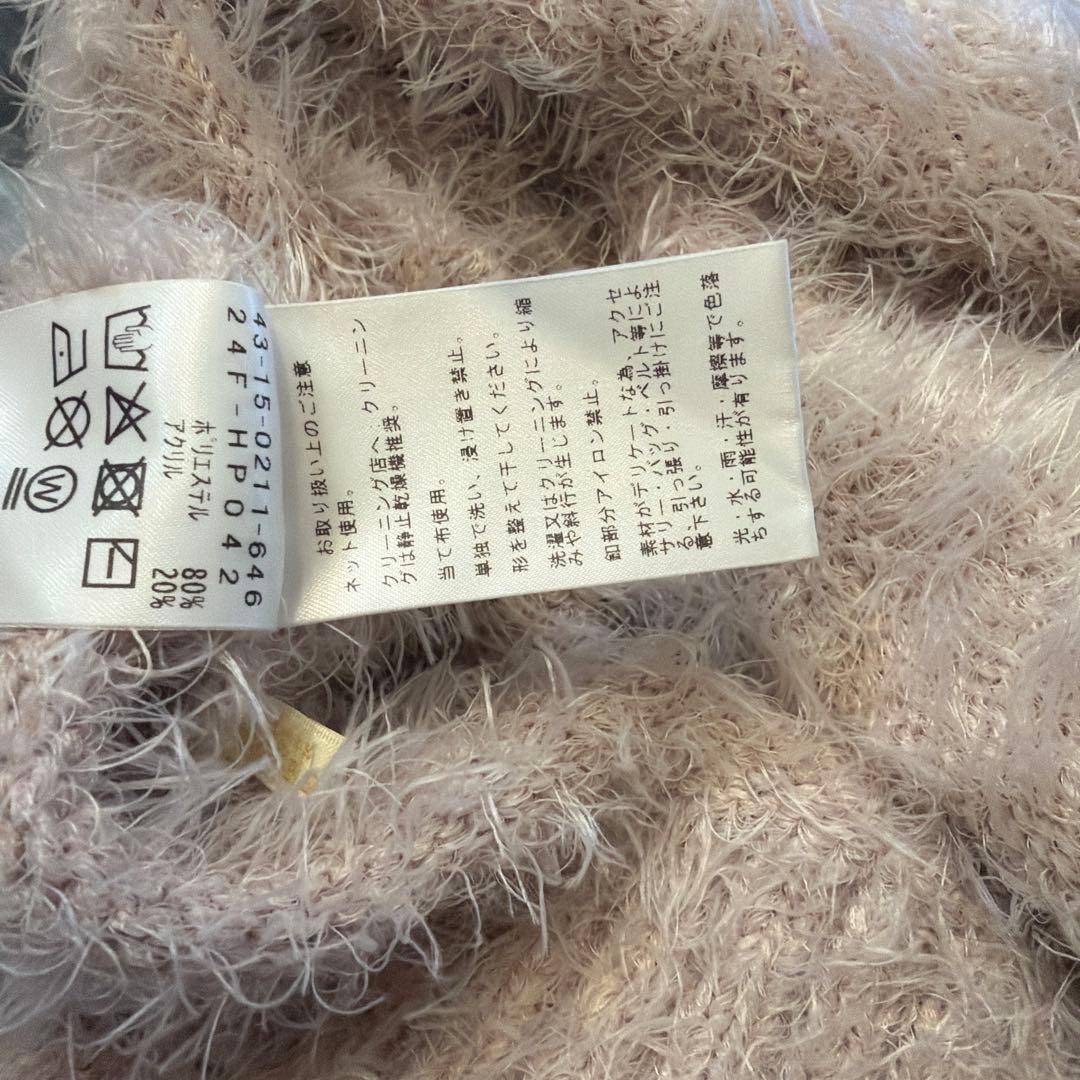 43-15-021-646
24F-HP042
ポリエステル 80%
アクリル 20%
W
お取り扱い上のご注意
ネット使用。
クリーニング店へ、クリーニン
グは静止乾燥機推奨。
当て布使用。
単独で洗い、浸け置き禁止。
形を整えて干してください。
洗濯又はクリーニングにより縮
みや斜行が生じます。
釦部分アイロン禁止。
素材がデリケートな為、アクセ
サリー・バッグ・ベルト等によ
る、引っ張り・引っ掛けにご注
意下さい。
光・水・雨・汗・摩擦等で色落
ちする可能性が有ります。